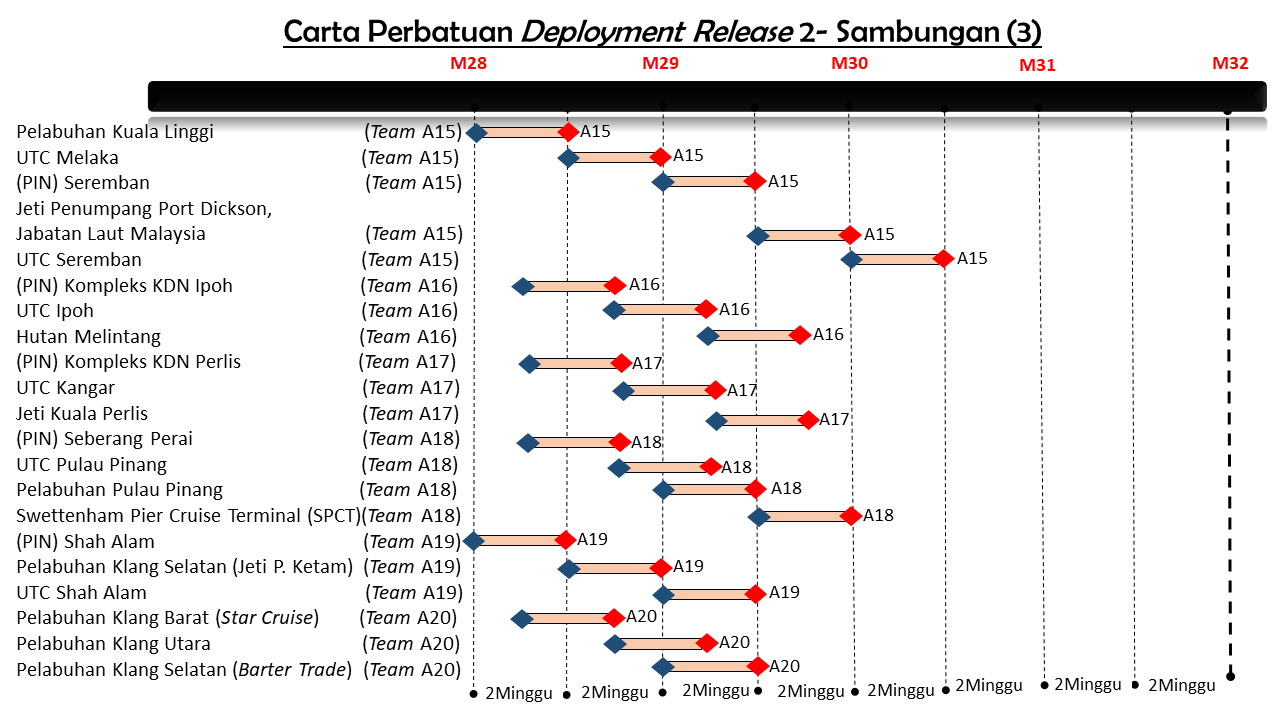 Carta Perbatuan Deployment Release 2- Sambungan (3)
M28 M29 M30 M31 M32
Pelabuhan Kuala Linggi (Team A15) A15
UTC Melaka (Team A15) A15
(PIN) Seremban (Team A15) A15
Jeti Penumpang Port Dickson,
Jabatan Laut Malaysia (Team A15) A15
UTC Seremban (Team A15) A15
(PIN) Kompleks KDN Ipoh (Team A16) A16
UTC Ipoh (Team A16) A16
Hutan Melintang (Team A16) A16
(PIN) Kompleks KDN Perlis (Team A17) A17
UTC Kangar (Team A17) A17
Jeti Kuala Perlis (Team A17) A17
(PIN) Seberang Perai (Team A18) A18
UTC Pulau Pinang (Team A18) A18
Pelabuhan Pulau Pinang (Team A18) A18
Swettenham Pier Cruise Terminal (SPCT)(Team A18) A18
(PIN) Shah Alam (Team A19) A19
Pelabuhan Klang Selatan (Jeti P. Ketam) (Team A19) A19
UTC Shah Alam (Team A19) A19
Pelabuhan Klang Barat (Star Cruise) (Team A20) A20
Pelabuhan Klang Utara (Team A20) A20
Pelabuhan Klang Selatan (Barter Trade) (Team A20) A20
2Minggu 2Minggu 2Minggu 2Minggu 2Minggu 2Minggu 2Minggu 2Minggu